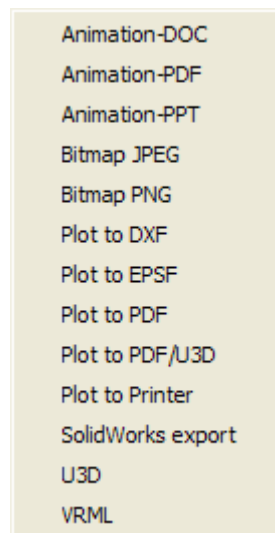 Animation-DOC
Animation-PDF
Animation-PPT
Bitmap JPEG
Bitmap PNG
Plot to DXF
Plot to EPSF
Plot to PDF
Plot to PDF/U3D
Plot to Printer
SolidWorks export
U3D
VRML